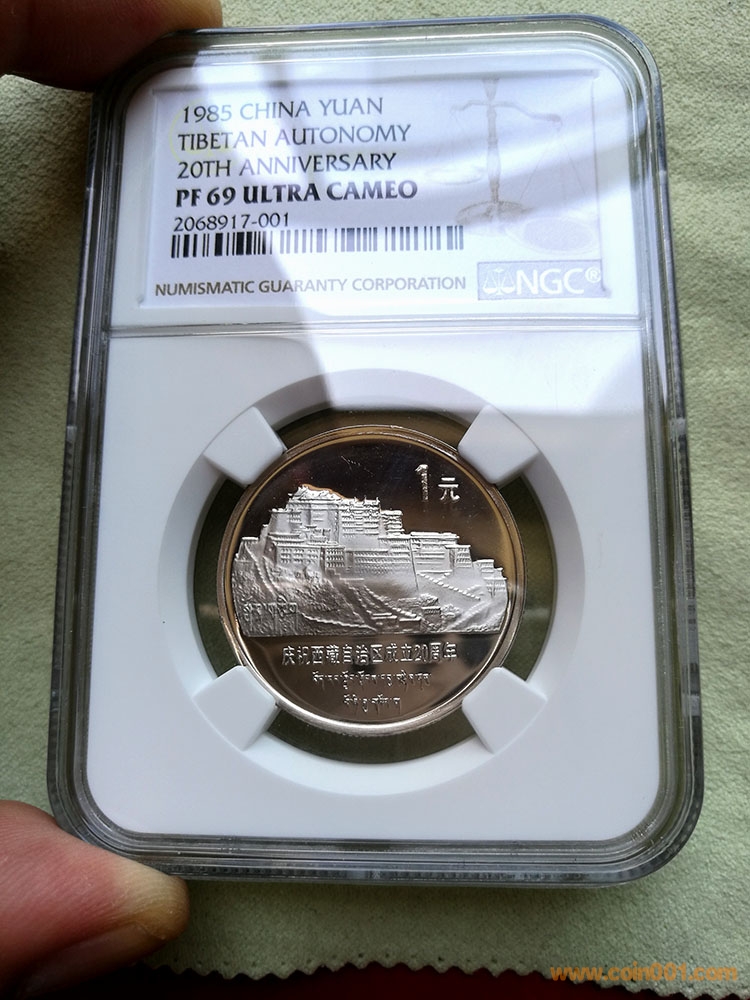 1985 CHINA YUAN
TIBETAN AUTONOMY
20TH ANNIVERSARY
PF 69 ULTRA CAMEO
2068917-001
NUMISMATIC GUARANTY CORPORATION
NGC®
1元
庆祝西藏自治区成立20周年
www.coin001.com